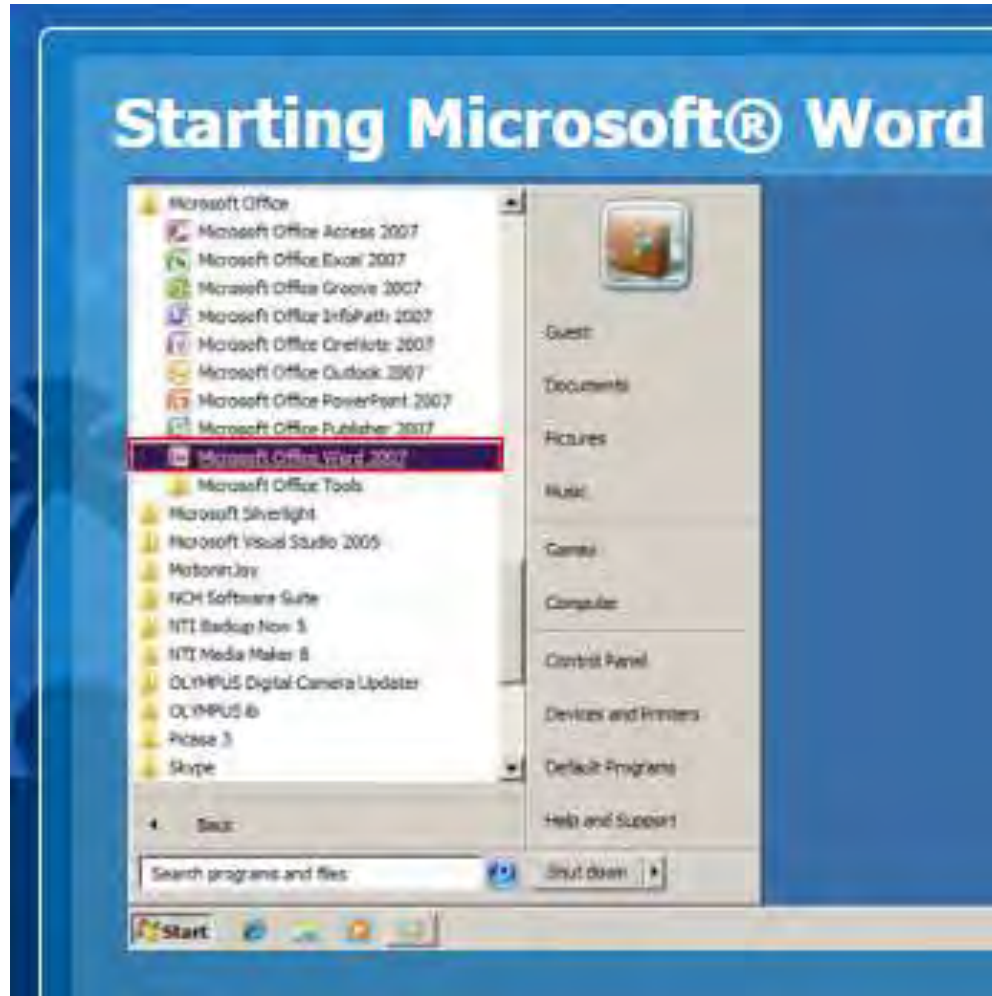 Starting Microsoft® Word
Microsoft Office
Microsoft Office Access 2007
Microsoft Office Excel 2007
Microsoft Office Groove 2007
Microsoft Office InfoPath 2007
Microsoft Office OneNote 2007
Microsoft Office Outlook 2007
Microsoft Office PowerPoint 2007
Microsoft Office Publisher 2007
Microsoft Office Word 2007
Microsoft Office Tools
Microsoft Silverlight
Microsoft Visual Studio 2005
MotioninJoy
NCH Software Suite
NTI Backup Now 5
NTI Media Maker 8
OLYMPUS Digital Camera Updater
OLYMPUS ib
Picasa 3
Skype
Back
Search programs and files
Guest
Documents
Pictures
Music
Games
Computer
Control Panel
Devices and Printers
Default Programs
Help and Support
Shut down
Start